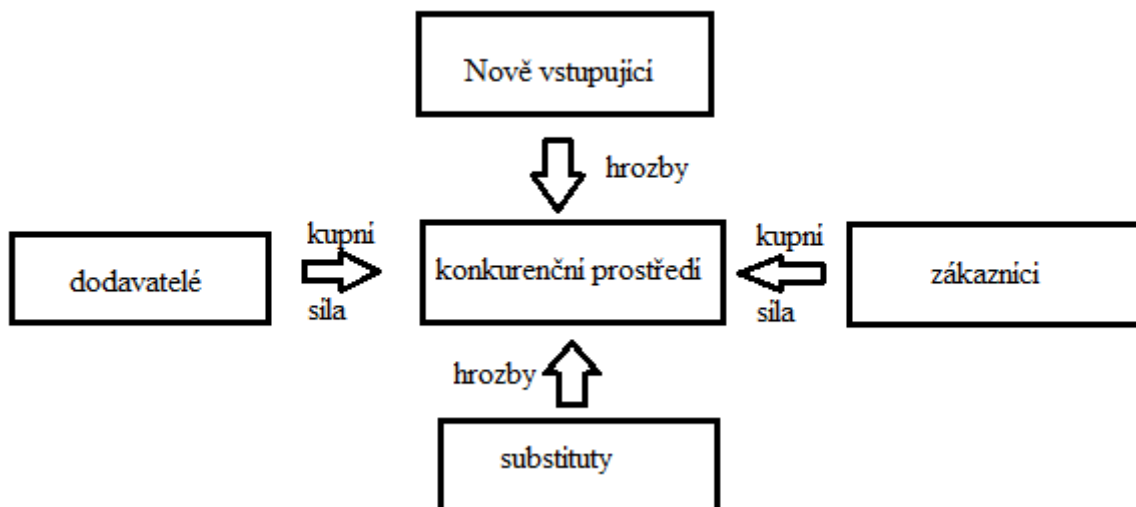 Nově vstupující
hrozby
kupní
síla
dodavatelé
konkurenční prostředí
kupní
síla
zákazníci
hrozby
substituty